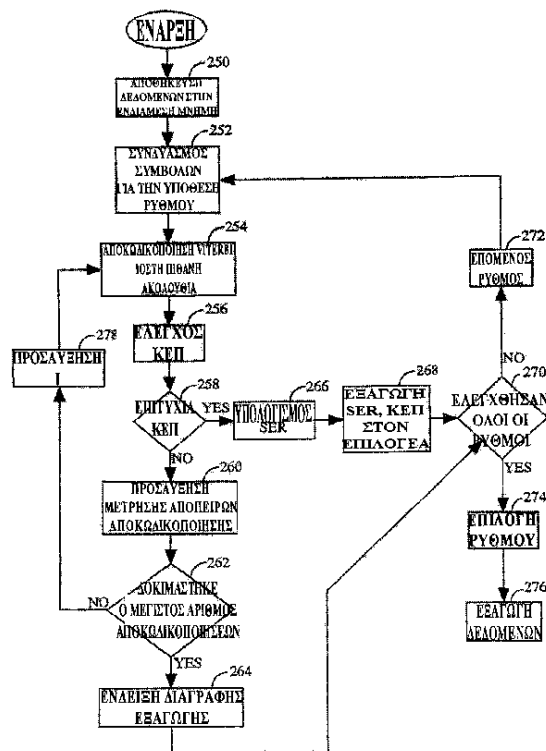 ΕΝΑΡΞΗ
250
ΑΠΟΘΗΚΕΥΣΗ
ΔΕΔΟΜΕΝΩΝ ΣΤΗΝ
ΕΝΔΙΑΜΕΣΗ ΜΝΗΜΗ
252
ΣΥΝΔΥΑΣΜΟΣ
ΣΥΜΒΟΛΩΝ
ΓΙΑ ΤΗΝ ΥΠΟΘΕΣΗ
ΡΥΘΜΟΥ
254
ΑΠΟΚΩΔΙΚΟΠΟΙΗΣΗ VITERBI
ΙΟΣΤΗ ΠΙΘΑΝΗ
ΑΚΟΛΟΥΘΙΑ
256
ΕΛΕΓΧΟΣ
ΚΕΠ
278
ΠΡΟΣΑΥΞΗΣΗ
I
258
ΕΠΙΤΥΧΙΑ
ΚΕΠ
YES
NO
266
ΥΠΟΛΟΓΙΣΜΟΣ
SER
268
ΕΞΑΓΩΓΗ
SER, ΚΕΠ
ΣΤΟΝ
ΕΠΙΛΟΓΕΑ
272
ΕΠΟΜΕΝΟΣ
ΡΥΘΜΟΣ
NO
270
ΕΛΕΓΧΘΗΣΑΝ
ΟΛΟΙ ΟΙ
ΡΥΘΜΟΙ
YES
274
ΕΠΙΛΟΓΗ
ΡΥΘΜΟΥ
276
ΕΞΑΓΩΓΗ
ΔΕΔΟΜΕΝΩΝ
260
ΠΡΟΣΑΥΞΗΣΗ
ΜΕΤΡΗΣΗΣ ΑΠΟΠΕΙΡΩΝ
ΑΠΟΚΩΔΙΚΟΠΟΙΗΣΗΣ
262
ΔΟΚΙΜΑΣΤΗΚΕ
Ο ΜΕΓΙΣΤΟΣ ΑΡΙΘΜΟΣ
ΑΠΟΚΩΔΙΚΟΠΟΙΗΣΕΩΝ
NO
YES
264
ΕΝΔΕΙΞΗ ΔΙΑΓΡΑΦΗΣ
ΕΞΑΓΩΓΗΣ